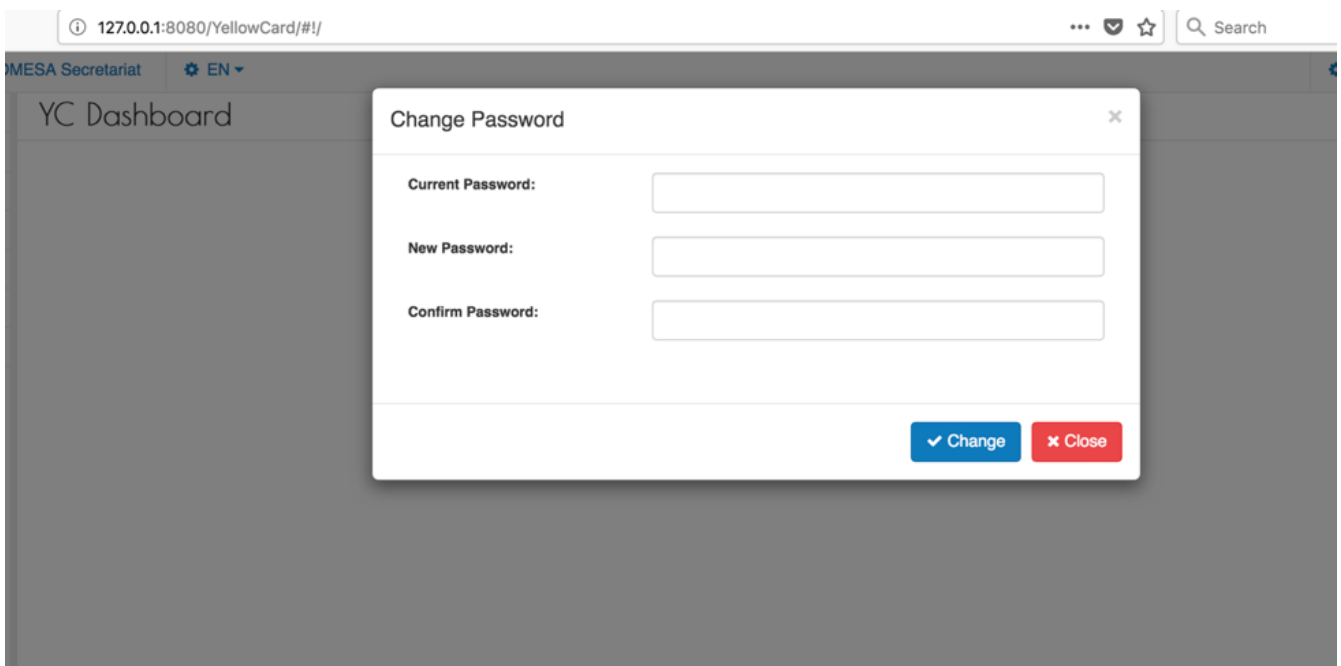 127.0.0.1:8080/YellowCard/#!/
Search
OMESA Secretariat
EN
YC Dashboard
Change Password
×
Current Password:
New Password:
Confirm Password:
Change
Close